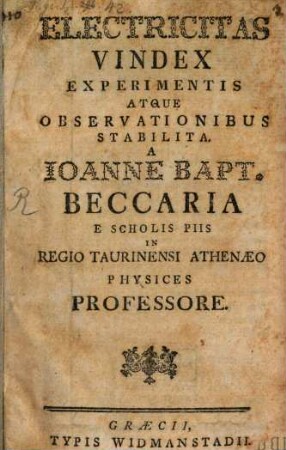 ELECTRICITAS
VINDEX
EXPERIMENTIS
ATQUE
OBSERVATIONIBUS
STABILITA.
A
IOANNE BAPT.
BECCARIA
E SCHOLIS PIIS
IN
REGIO TAURINENSI ATHENÆO
PHYSICES
PROFESSORE.
R
GRÆCII,
TYPIS WIDMANSTADII.